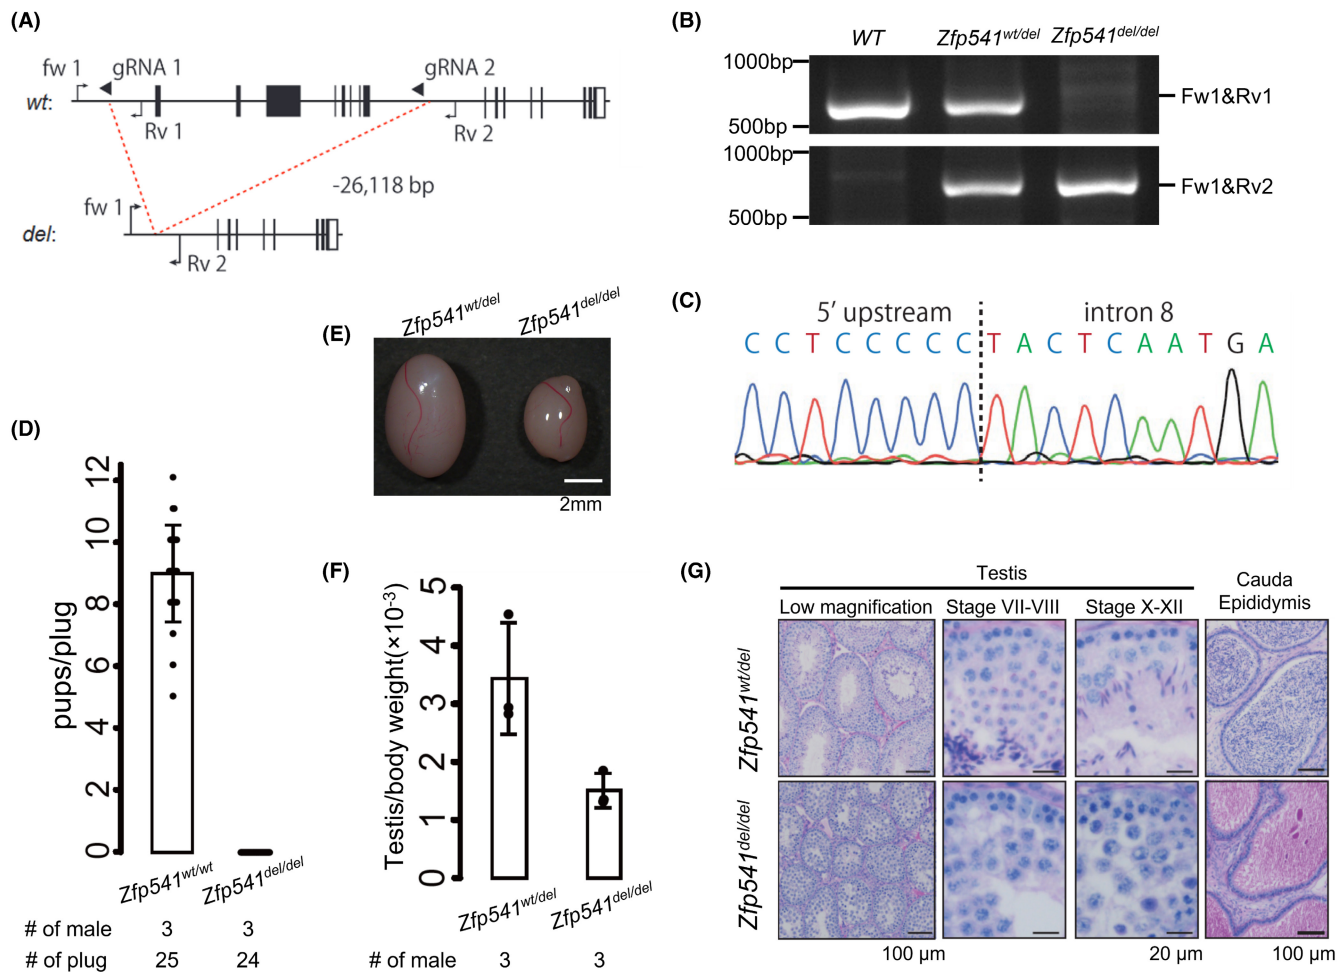 (A)
fw 1
gRNA 1
gRNA 2
wt:
Rv 1
Rv 2
-26,118 bp
fw 1
del:
Rv 2
(B)
WT
Zfp541wt/del
Zfp541del/del
1000bp
Fw1&Rv1
500bp
1000bp
Fw1&Rv2
500bp
(C)
5’ upstream
intron 8
C C T C C C C C T A C T C A A T G A
(D)
pups/plug
12
10
8
6
4
2
0
Zfp541wt/wt
Zfp541del/del
# of male 3 3
# of plug 25 24
(E)
Zfp541wt/del
Zfp541del/del
2mm
(F)
Testis/body weight(×10-3)
5
4
3
2
1
0
Zfp541wt/del
Zfp541del/del
# of male 3 3
(G)
Testis
Cauda
Epididymis
Low magnification
Stage VII-VIII
Stage X-XII
Zfp541wt/del
Zfp541del/del
100 µm
20 µm
100 µm